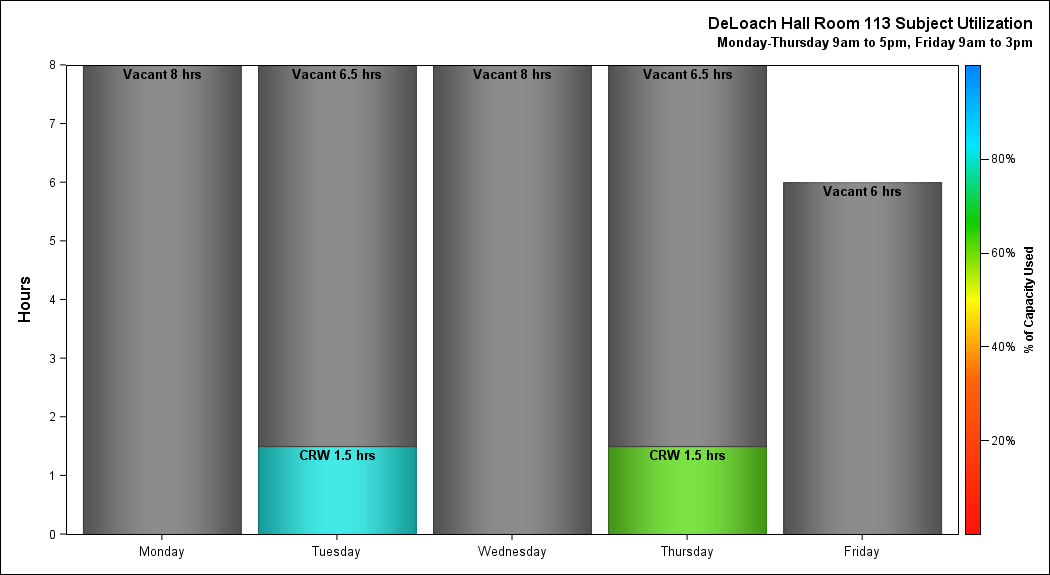 DeLoach Hall Room 113 Subject Utilization
Monday-Thursday 9am to 5pm, Friday 9am to 3pm
Hours
8
7
6
5
4
3
2
1
0
Vacant 8 hrs
Vacant 6.5 hrs
Vacant 8 hrs
Vacant 6.5 hrs
Vacant 6 hrs
CRW 1.5 hrs
CRW 1.5 hrs
Monday
Tuesday
Wednesday
Thursday
Friday
80%
60%
40%
20%
% of Capacity Used